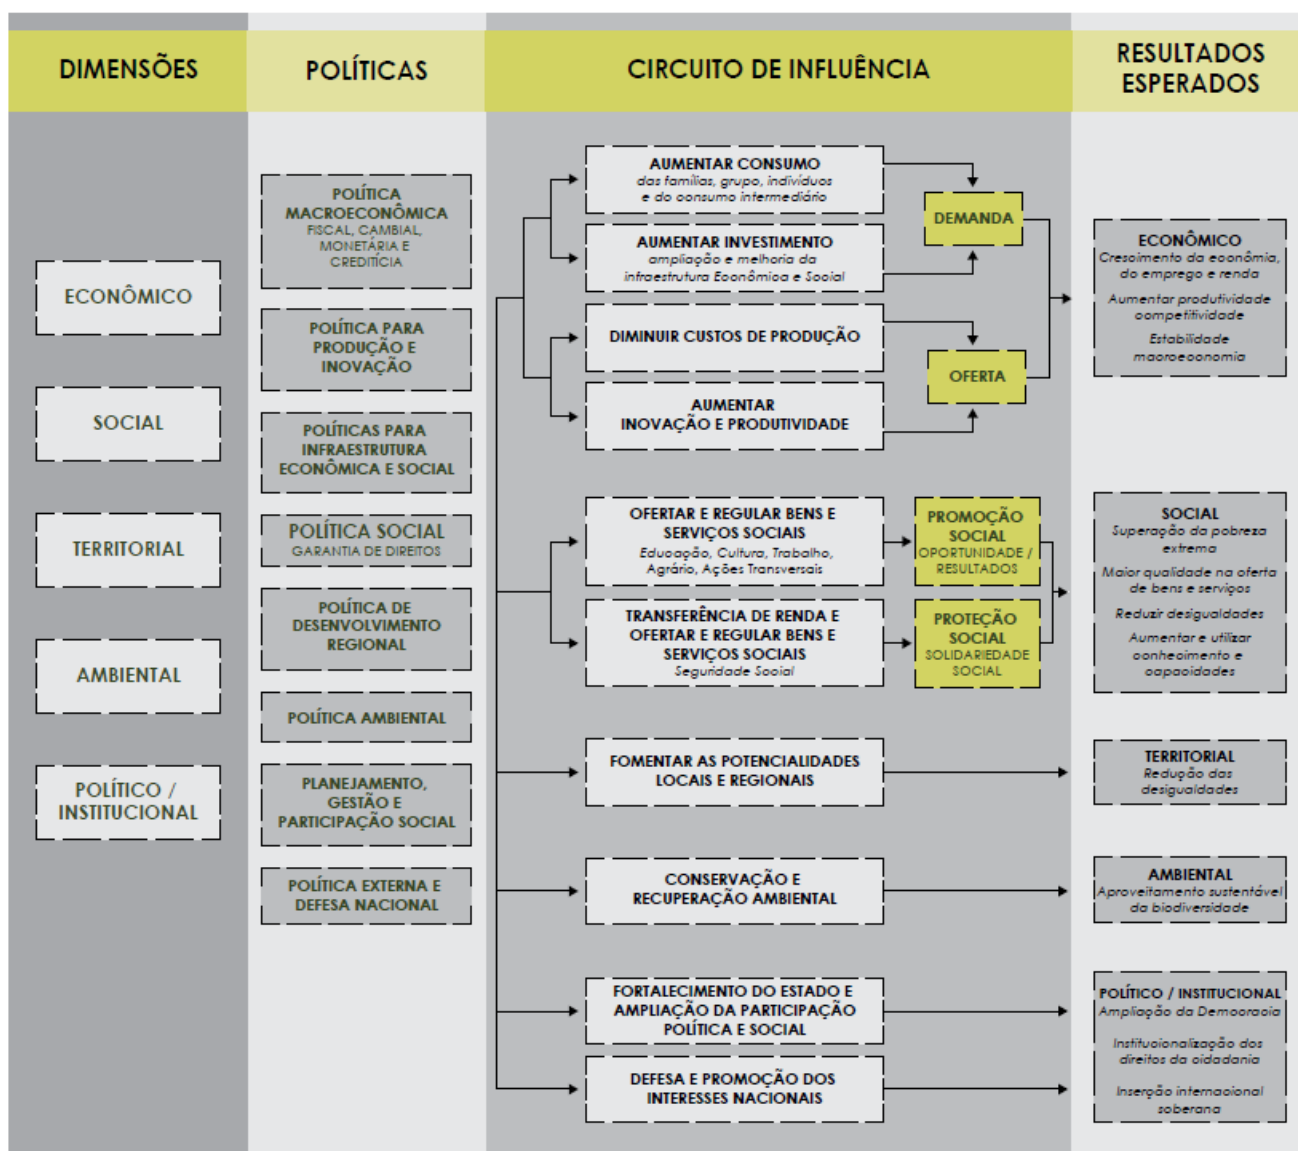 DIMENSÕES
POLÍTICAS
CIRCUITO DE INFLUÊNCIA
RESULTADOS
ESPERADOS
ECONÔMICO
SOCIAL
TERRITORIAL
AMBIENTAL
POLÍTICO /
INSTITUCIONAL
POLÍTICA
MACROECONÔMICA
FISCAL, CAMBIAL,
MONETÁRIA E
CREDITÍCIA
POLÍTICA PARA
PRODUÇÃO E
INOVAÇÃO
POLÍTICAS PARA
INFRAESTRUTURA
ECONÔMICA E SOCIAL
POLÍTICA SOCIAL
GARANTIA DE DIREITOS
POLÍTICA DE
DESENVOLVIMENTO
REGIONAL
POLÍTICA AMBIENTAL
PLANEJAMENTO,
GESTÃO E
PARTICIPAÇÃO SOCIAL
POLÍTICA EXTERNA E
DEFESA NACIONAL
AUMENTAR CONSUMO
das famílias, grupo, indivíduos
e do consumo intermediário
AUMENTAR INVESTIMENTO
ampliação e melhoria da
infraestrutura Econômica e Social
DIMINUIR CUSTOS DE PRODUÇÃO
AUMENTAR
INOVAÇÃO E PRODUTIVIDADE
DEMANDA
OFERTA
OFERTAR E REGULAR BENS E
SERVIÇOS SOCIAIS
Educação, Cultura, Trabalho,
Agrário, Ações Transversais
TRANSFERÊNCIA DE RENDA E
OFERTAR E REGULAR BENS E
SERVIÇOS SOCIAIS
Seguridade Social
PROMOÇÃO
SOCIAL
OPORTUNIDADE /
RESULTADOS
PROTEÇÃO
SOCIAL
SOLIDARIEDADE
SOCIAL
FOMENTAR AS POTENCIALIDADES
LOCAIS E REGIONAIS
CONSERVAÇÃO E
RECUPERAÇÃO AMBIENTAL
FORTALECIMENTO DO ESTADO E
AMPLIAÇÃO DA PARTICIPAÇÃO
POLÍTICA E SOCIAL
DEFESA E PROMOÇÃO DOS
INTERESSES NACIONAIS
ECONÔMICO
Crescimento da econômia,
do emprego e renda
Aumentar produtividade
competitividade
Estabilidade
macroeconomia
SOCIAL
Superação da pobreza
extrema
Maior qualidade na oferta
de bens e serviços
Reduzir desigualdades
Aumentar e utilizar
conhecimento e
capacidades
TERRITORIAL
Redução das
desigualdades
AMBIENTAL
Aproveitamento sustentável
da biodiversidade
POLÍTICO / INSTITUCIONAL
Ampliação da Democracia
Institucionalização dos
direitos da cidadania
Inserção internacional
soberana